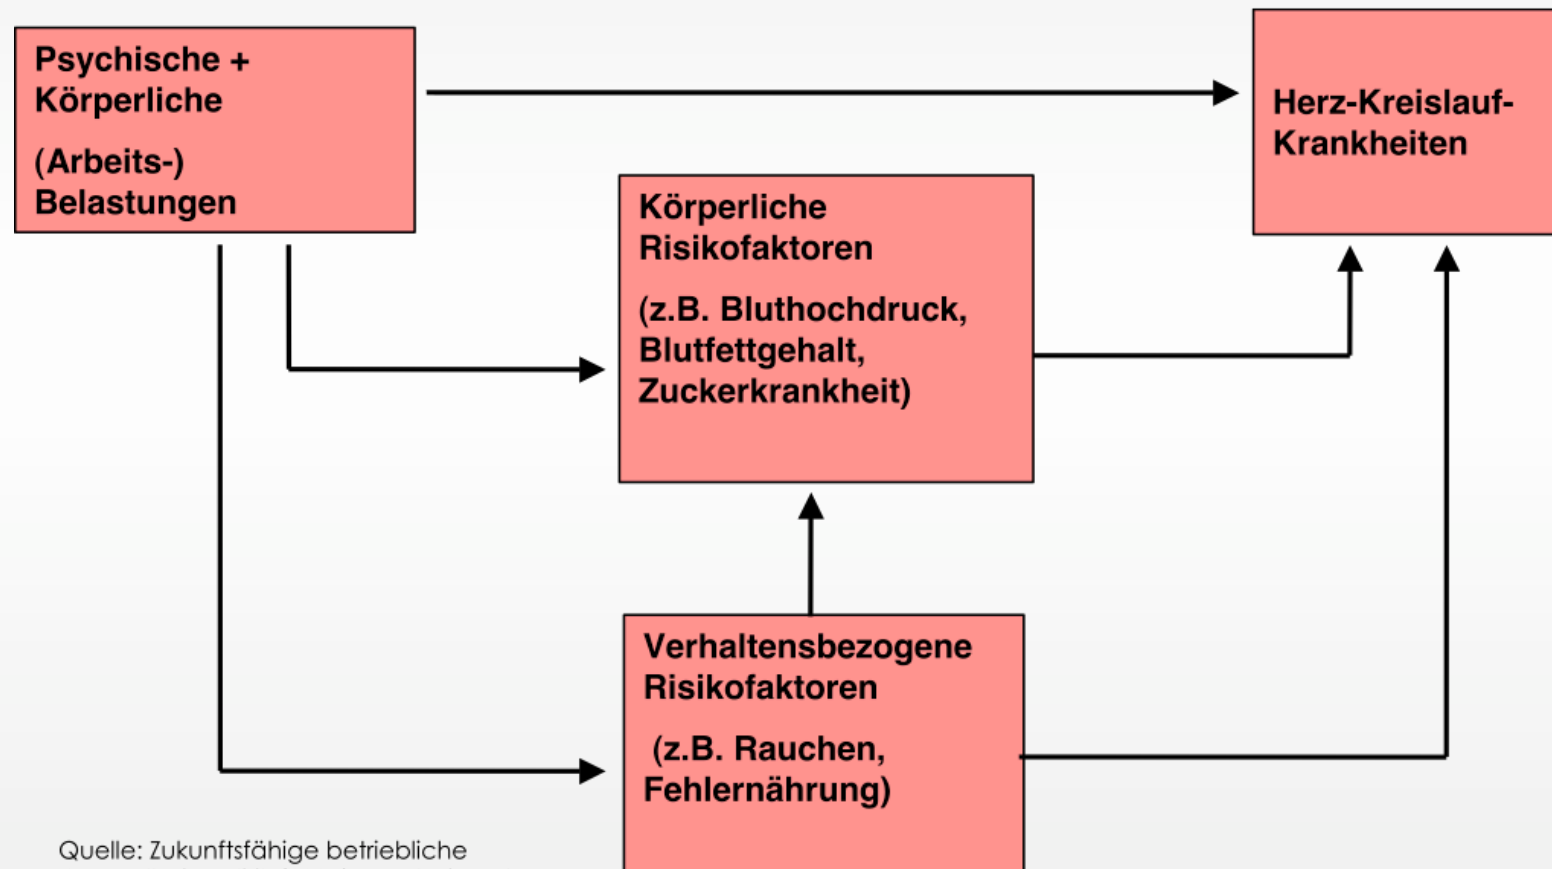 Psychische +
Körperliche
(Arbeits-)
Belastungen
Herz-Kreislauf-
Krankheiten
Körperliche
Risikofaktoren
(z.B. Bluthochdruck,
Blutfettgehalt,
Zuckerkrankheit)
Verhaltensbezogene
Risikofaktoren
(z.B. Rauchen,
Fehlernährung)
Quelle: Zukunftsfähige betriebliche